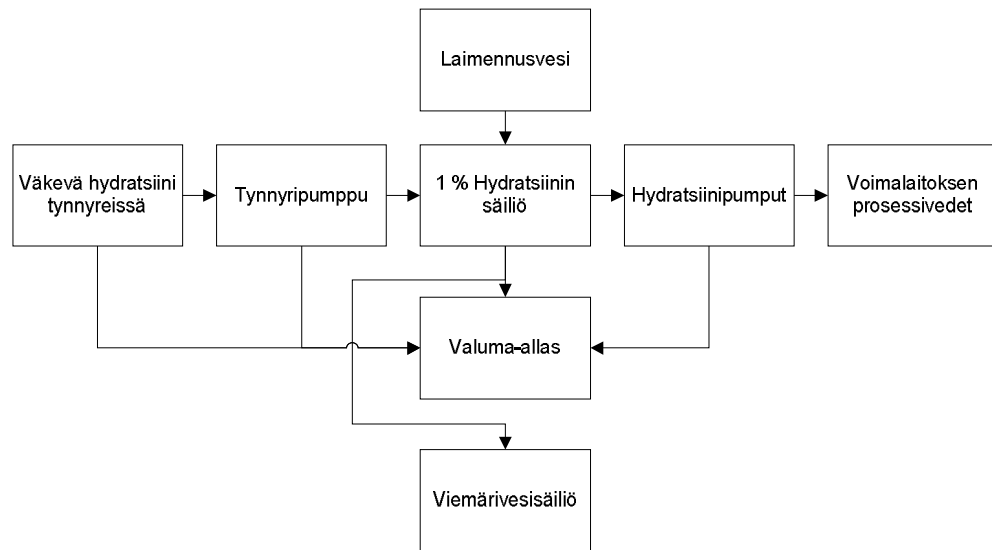 Laimennusvesi
Väkevä hydratsiini
tynnyreissä
Tynnyripumppu
1 % Hydratsiinin
säiliö
Hydratsiinipumput
Voimalaitoksen
prosessivedet
Valuma-allas
Viemärivesisäiliö